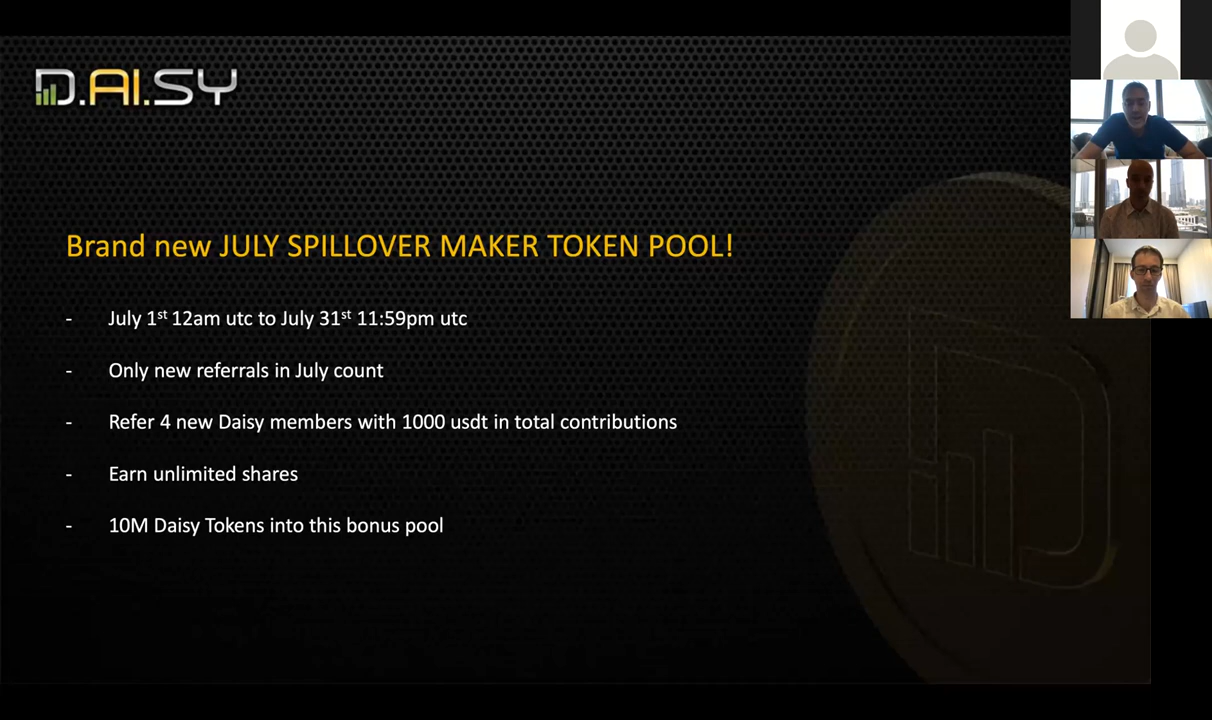 D.AI.SY
Brand new JULY SPILLOVER MAKER TOKEN POOL!
- July 1st 12am utc to July 31st 11:59pm utc
- Only new referrals in July count
- Refer 4 new Daisy members with 1000 usdt in total contributions
- Earn unlimited shares
- 10M Daisy Tokens into this bonus pool